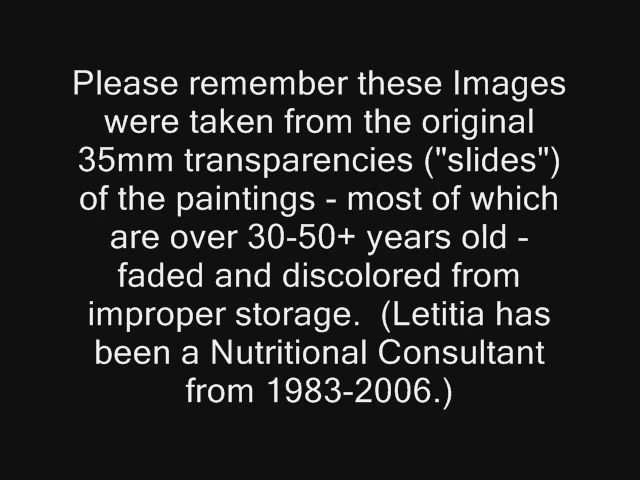 Please remember these Images
were taken from the original
35mm transparencies ("slides")
of the paintings - most of which
are over 30-50+ years old -
faded and discolored from
improper storage.  (Letitia has
been a Nutritional Consultant
from 1983-2006.)